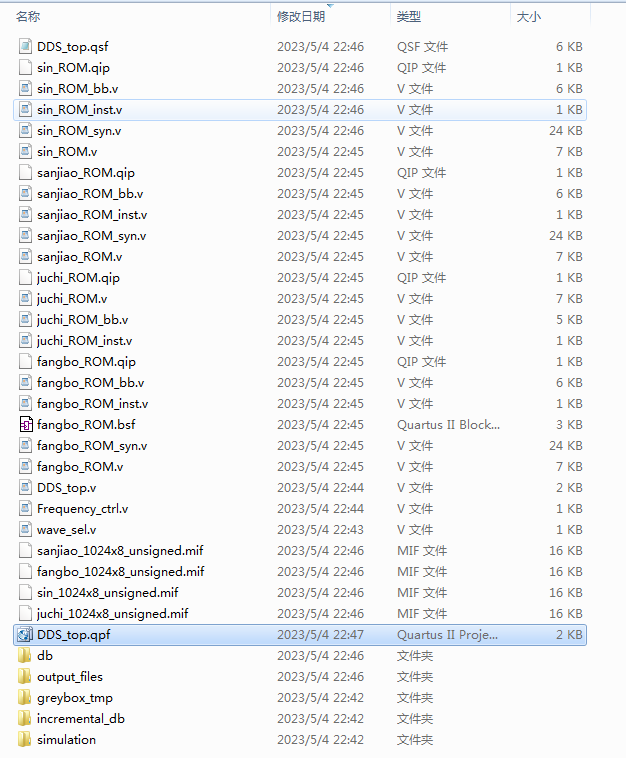 名称 修改日期 类型 大小
DDS_top.qsf 2023/5/4 22:46 QSF 文件 6 KB
sin_ROM.qip 2023/5/4 22:46 QIP 文件 1 KB
sin_ROM_bb.v 2023/5/4 22:46 V 文件 6 KB
sin_ROM_inst.v 2023/5/4 22:46 V 文件 1 KB
sin_ROM_syn.v 2023/5/4 22:46 V 文件 24 KB
sin_ROM.v 2023/5/4 22:45 V 文件 7 KB
sanjiao_ROM.qip 2023/5/4 22:45 QIP 文件 1 KB
sanjiao_ROM_bb.v 2023/5/4 22:45 V 文件 6 KB
sanjiao_ROM_inst.v 2023/5/4 22:45 V 文件 1 KB
sanjiao_ROM_syn.v 2023/5/4 22:45 V 文件 24 KB
sanjiao_ROM.v 2023/5/4 22:45 V 文件 7 KB
juchi_ROM.qip 2023/5/4 22:45 QIP 文件 1 KB
juchi_ROM.v 2023/5/4 22:45 V 文件 7 KB
juchi_ROM_bb.v 2023/5/4 22:45 V 文件 5 KB
juchi_ROM_inst.v 2023/5/4 22:45 V 文件 1 KB
fangbo_ROM.qip 2023/5/4 22:45 QIP 文件 1 KB
fangbo_ROM_bb.v 2023/5/4 22:45 V 文件 6 KB
fangbo_ROM_inst.v 2023/5/4 22:45 V 文件 1 KB
fangbo_ROM.bsf 2023/5/4 22:45 Quartus II Block... 3 KB
fangbo_ROM_syn.v 2023/5/4 22:45 V 文件 24 KB
fangbo_ROM.v 2023/5/4 22:45 V 文件 7 KB
DDS_top.v 2023/5/4 22:44 V 文件 2 KB
Frequency_ctrl.v 2023/5/4 22:44 V 文件 1 KB
wave_sel.v 2023/5/4 22:43 V 文件 1 KB
sanjiao_1024x8_unsigned.mif 2023/5/4 22:46 MIF 文件 16 KB
fangbo_1024x8_unsigned.mif 2023/5/4 22:46 MIF 文件 16 KB
sin_1024x8_unsigned.mif 2023/5/4 22:46 MIF 文件 16 KB
juchi_1024x8_unsigned.mif 2023/5/4 22:46 MIF 文件 16 KB
DDS_top.qpf 2023/5/4 22:47 Quartus II Proje... 2 KB
db 2023/5/4 22:46 文件夹
output_files 2023/5/4 22:46 文件夹
greybox_tmp 2023/5/4 22:42 文件夹
incremental_db 2023/5/4 22:42 文件夹
simulation 2023/5/4 22:42 文件夹